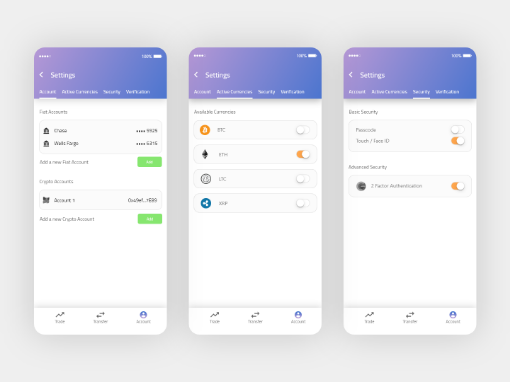 100%
Settings
Account Active Currencies Security Verification
Fiat Accounts
Chase •••• 9929
Wells Fargo •••• 6315
Add a new Fiat Account
Add
Crypto Accounts
Account 1
Add a new Crypto Account
Add
Trade Transfer Account
100%
Settings
Account Active Currencies Security Verification
Available Currencies
BTC
ETH
LTC
XRP
Trade Transfer Account
100%
Settings
Account Active Currencies Security Verification
Basic Security
Passcode
Touch / Face ID
Advanced Security
2 Factor Authentication
Trade Transfer Account